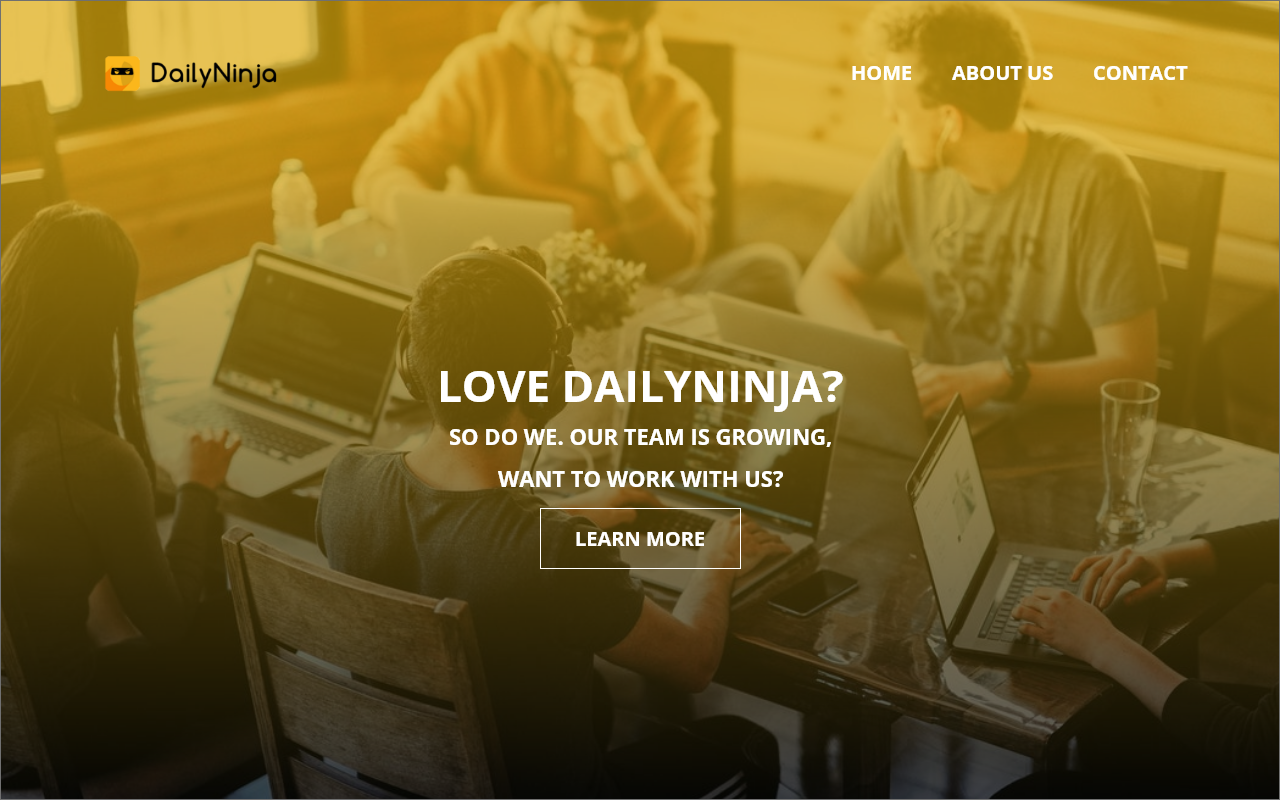 DailyNinja
HOME
ABOUT US
CONTACT
LOVE DAILYNINJA?
SO DO WE. OUR TEAM IS GROWING,
WANT TO WORK WITH US?
LEARN MORE